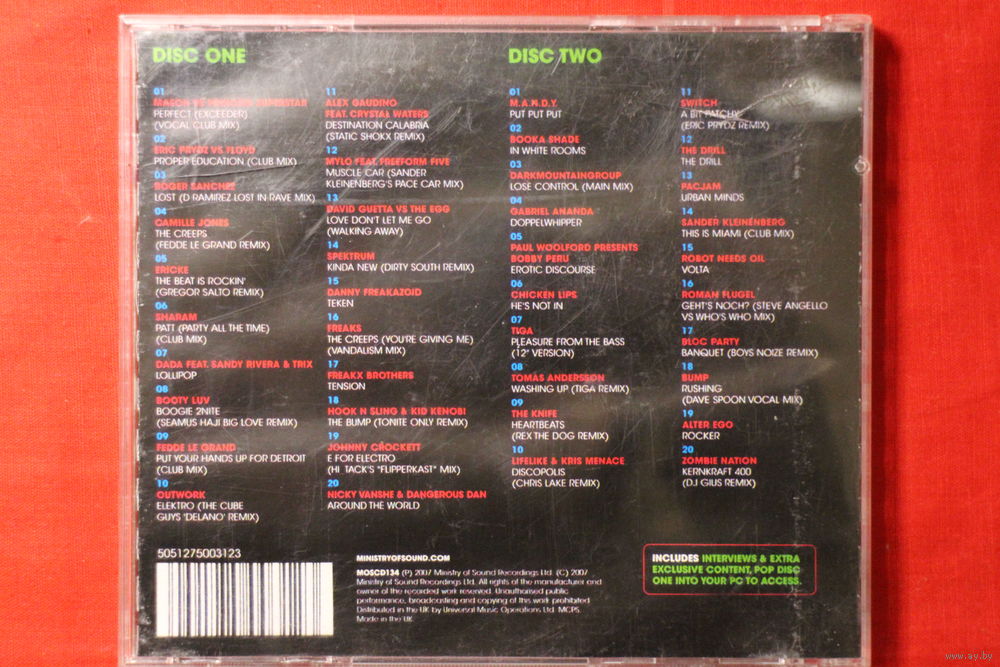 DISC ONE
01
MASON VS PRINCESS SUPERSTAR
PERFECT (EXCEEDER)
(VOCAL CLUB MIX)
02
ERIC PRYDZ VS FLOYD
PROPER EDUCATION (CLUB MIX)
03
ROGER SANCHEZ
LOST (D RAMIREZ LOST IN RAVE MIX)
04
CAMILLE JONES
THE CREEPS
(FEDDE LE GRAND REMIX)
05
ERICKE
THE BEAT IS ROCKIN'
(GREGOR SALTO REMIX)
06
SHARAM
PATT (PARTY ALL THE TIME)
(CLUB MIX)
07
DADA FEAT. SANDY RIVERA & TRIX
LOLLIPOP
08
BOOTY LUV
BOOGIE 2NITE
(SEAMUS HAJI BIG LOVE REMIX)
09
FEDDE LE GRAND
PUT YOUR HANDS UP FOR DETROIT
(CLUB MIX)
10
OUTWORK
ELEKTRO (THE CUBE
GUYS 'DELANO' REMIX)
11
ALEX GAUDINO
FEAT. CRYSTAL WATERS
DESTINATION CALABRIA
(STATIC SHOKX REMIX)
12
MYLO FEAT. FREEFORM FIVE
MUSCLE CAR (SANDER
KLEINENBERG'S PACE CAR MIX)
13
DAVID GUETTA VS THE EGG
LOVE DON'T LET ME GO
(WALKING AWAY)
14
SPEKTRUM
KINDA NEW (DIRTY SOUTH REMIX)
15
DANNY FREAKAZOID
TEKEN
16
FREAKS
THE CREEPS (YOU'RE GIVING ME)
(VANDALISM MIX)
17
FREAKX BROTHERS
TENSION
18
HOOK N SLING & KID KENOBI
THE BUMP (TONITE ONLY REMIX)
19
JOHNNY CROCKETT
E FOR ELECTRO
(HI_TACK'S "FLIPPERKAST" MIX)
20
NICKY VANSHE & DANGEROUS DAN
AROUND THE WORLD
DISC TWO
01
M.A.N.D.Y.
PUT PUT PUT
02
BOOKA SHADE
IN WHITE ROOMS
03
DARKMOUNTAINGROUP
LOSE CONTROL (MAIN MIX)
04
GABRIEL ANANDA
DOPPELWHIPPER
05
PAUL WOOLFORD PRESENTS
BOBBY PERU
EROTIC DISCOURSE
06
CHICKEN LIPS
HE'S NOT IN
07
TIGA
PLEASURE FROM THE BASS
(12" VERSION)
08
TOMAS ANDERSSON
WASHING UP (TIGA REMIX)
09
THE KNIFE
HEARTBEATS
(REX THE DOG REMIX)
10
LIFELIKE & KRIS MENACE
DISCOPOLIS
(CHRIS LAKE REMIX)
11
SWITCH
A BIT PATCHY
(ERIC PRYDZ REMIX)
12
THE DRILL
THE DRILL
13
PACJAM
URBAN MINDS
14
SANDER KLEINENBERG
THIS IS MIAMI (CLUB MIX)
15
ROBOT NEEDS OIL
VOLTA
16
ROMAN FLUGEL
GEHT'S NOCH? (STEVE ANGELLO
VS WHO'S WHO MIX)
17
BLOC PARTY
BANQUET (BOYS NOIZE REMIX)
18
BUMP
RUSHING
(DAVE SPOON VOCAL MIX)
19
ALTER EGO
ROCKER
20
ZOMBIE NATION
KERNKRAFT 400
(DJ GIUS REMIX)
5051275003123
MINISTRYOFSOUND.COM
MOSCD134 (P) 2007 Ministry of Sound Recordings Ltd. (C) 2007
Ministry of Sound Recordings Ltd. All rights of the manufacturer and
owner of the recorded work reserved. Unauthorised public
performance, broadcasting and copying of this work prohibited.
Distributed in the UK by Universal Music Operations Ltd. MCPS.
Made in the UK.
INCLUDES INTERVIEWS & EXTRA
EXCLUSIVE CONTENT, POP DISC
ONE INTO YOUR PC TO ACCESS.
www.ay.by